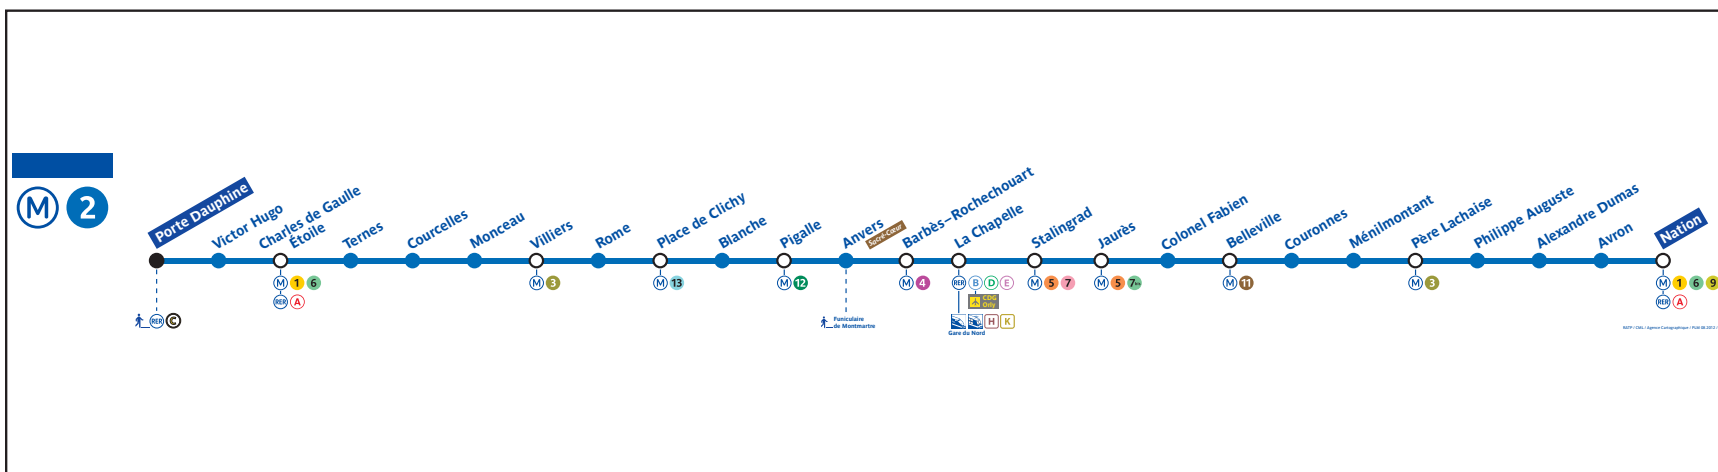 M 2
Porte Dauphine
Victor Hugo
Charles de Gaulle
Étoile
Ternes
Courcelles
Monceau
Villiers
Rome
Place de Clichy
Blanche
Pigalle
Anvers
Sacré-Cœur
Barbès–Rochechouart
La Chapelle
Stalingrad
Jaurès
Colonel Fabien
Belleville
Couronnes
Ménilmontant
Père Lachaise
Philippe Auguste
Alexandre Dumas
Avron
Nation
M 1 6
RER A
M 3
M 13
M 12
M 4
RER B D E
CDG
Orly
M 5 7
M 5 7bis
M 11
M 3
M 1 6 9
RER A
RER C
Funiculaire
de Montmartre
H K
Gare du Nord